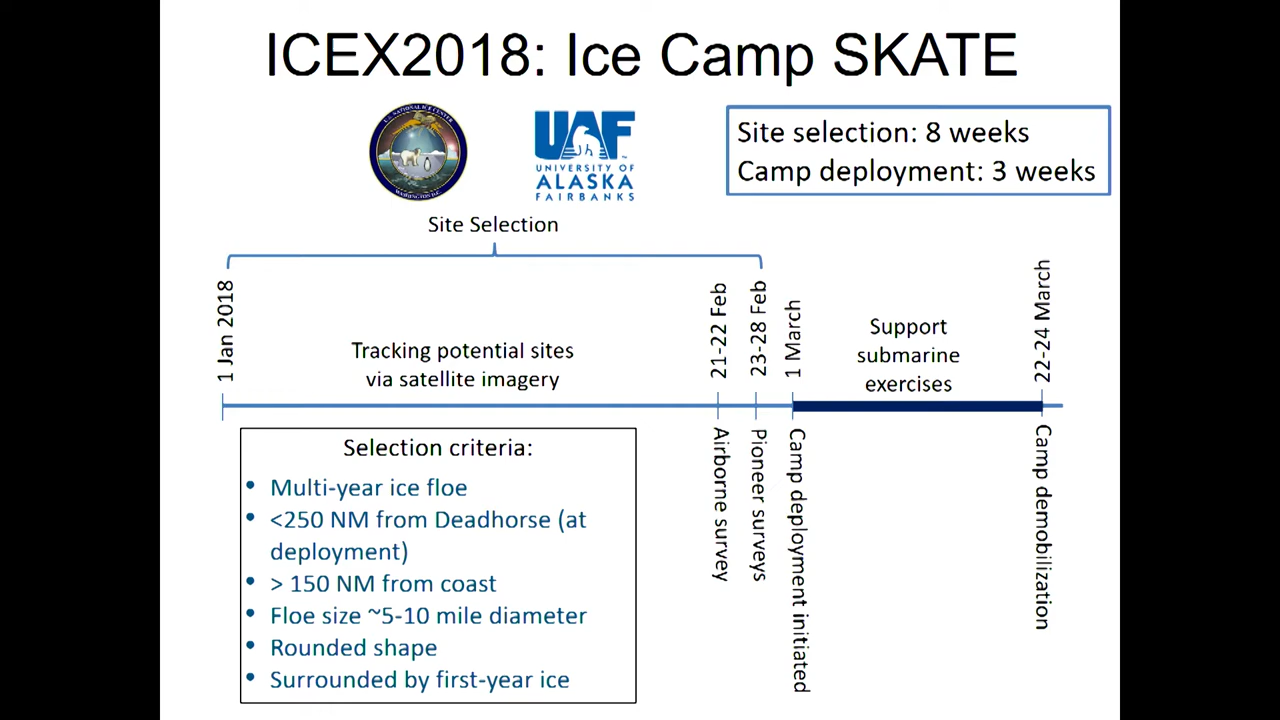 ICEX2018: Ice Camp SKATE
U.S. NATIONAL ICE CENTER
WASHINGTON D.C.
UAF
UNIVERSITY OF
ALASKA
FAIRBANKS
Site selection: 8 weeks
Camp deployment: 3 weeks
Site Selection
1 Jan 2018
Tracking potential sites
via satellite imagery
21-22 Feb
23-28 Feb
1 March
Support
submarine
exercises
22-24 March
Selection criteria:
• Multi-year ice floe
• <250 NM from Deadhorse (at
deployment)
• > 150 NM from coast
• Floe size ~5-10 mile diameter
• Rounded shape
• Surrounded by first-year ice
Airborne survey
Pioneer surveys
Camp deployment initiated
Camp demobilization